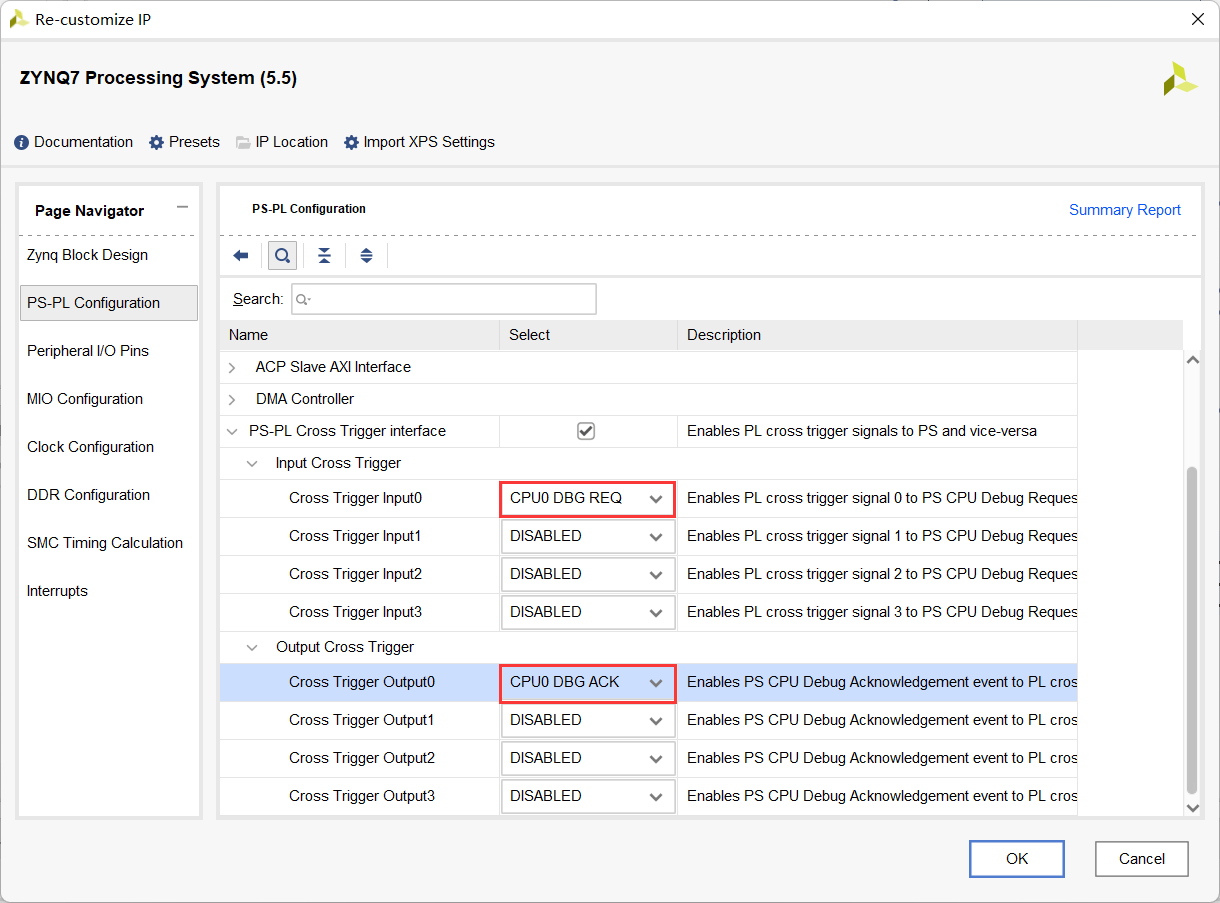 Re-customize IP
ZYNQ7 Processing System (5.5)
Documentation Presets IP Location Import XPS Settings
Page Navigator
Zynq Block Design
PS-PL Configuration
Peripheral I/O Pins
MIO Configuration
Clock Configuration
DDR Configuration
SMC Timing Calculation
Interrupts
PS-PL Configuration Summary Report
Search:
Name Select Description
ACP Slave AXI Interface
DMA Controller
PS-PL Cross Trigger interface Enables PL cross trigger signals to PS and vice-versa
Input Cross Trigger
Cross Trigger Input0 CPU0 DBG REQ Enables PL cross trigger signal 0 to PS CPU Debug Reques
Cross Trigger Input1 DISABLED Enables PL cross trigger signal 1 to PS CPU Debug Reques
Cross Trigger Input2 DISABLED Enables PL cross trigger signal 2 to PS CPU Debug Reques
Cross Trigger Input3 DISABLED Enables PL cross trigger signal 3 to PS CPU Debug Reques
Output Cross Trigger
Cross Trigger Output0 CPU0 DBG ACK Enables PS CPU Debug Acknowledgement event to PL cros
Cross Trigger Output1 DISABLED Enables PS CPU Debug Acknowledgement event to PL cros
Cross Trigger Output2 DISABLED Enables PS CPU Debug Acknowledgement event to PL cros
Cross Trigger Output3 DISABLED Enables PS CPU Debug Acknowledgement event to PL cros
OK Cancel